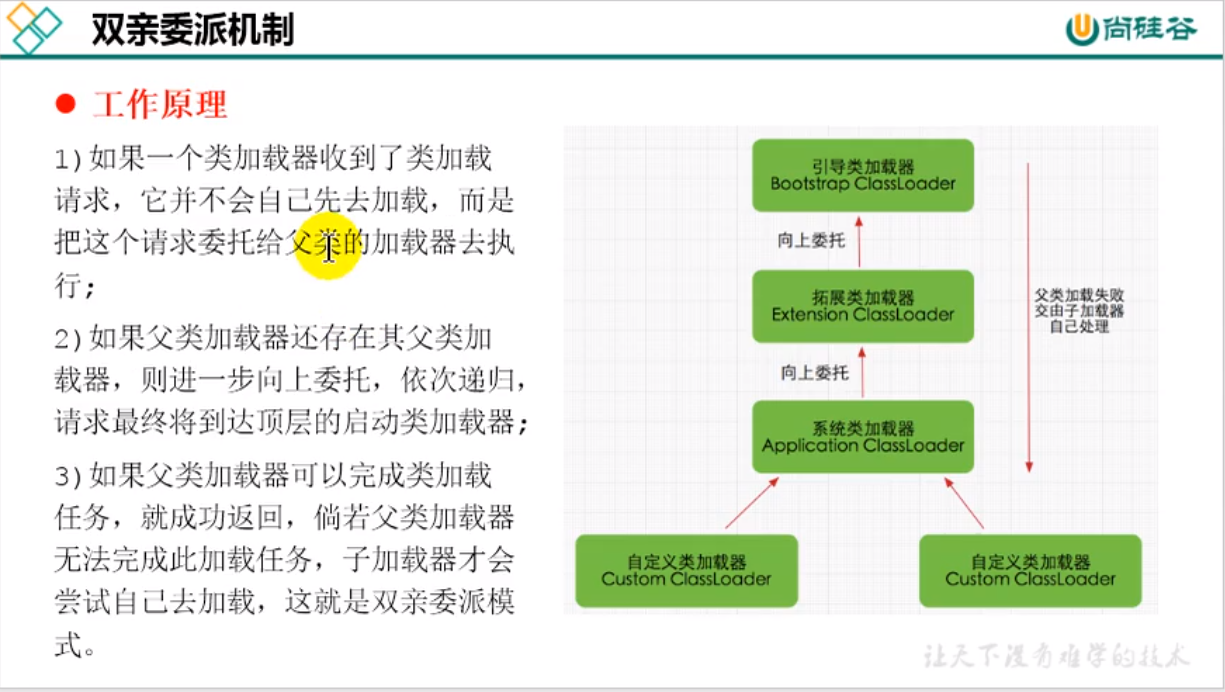 双亲委派机制
尚硅谷
工作原理
1)如果一个类加载器收到了类加载
请求，它并不会自己先去加载，而是
把这个请求委托给父类的加载器去执
行；
2)如果父类加载器还存在其父类加
载器，则进一步向上委托，依次递归，
请求最终将到达顶层的启动类加载器；
3)如果父类加载器可以完成类加载
任务，就成功返回，倘若父类加载器
无法完成此加载任务，子加载器才会
尝试自己去加载，这就是双亲委派模
式。
引导类加载器
Bootstrap ClassLoader
向上委托
拓展类加载器
Extension ClassLoader
父类加载失败
交由子加载器
自己处理
向上委托
系统类加载器
Application ClassLoader
自定义类加载器
Custom ClassLoader
自定义类加载器
Custom ClassLoader
让天下没有难学的技术